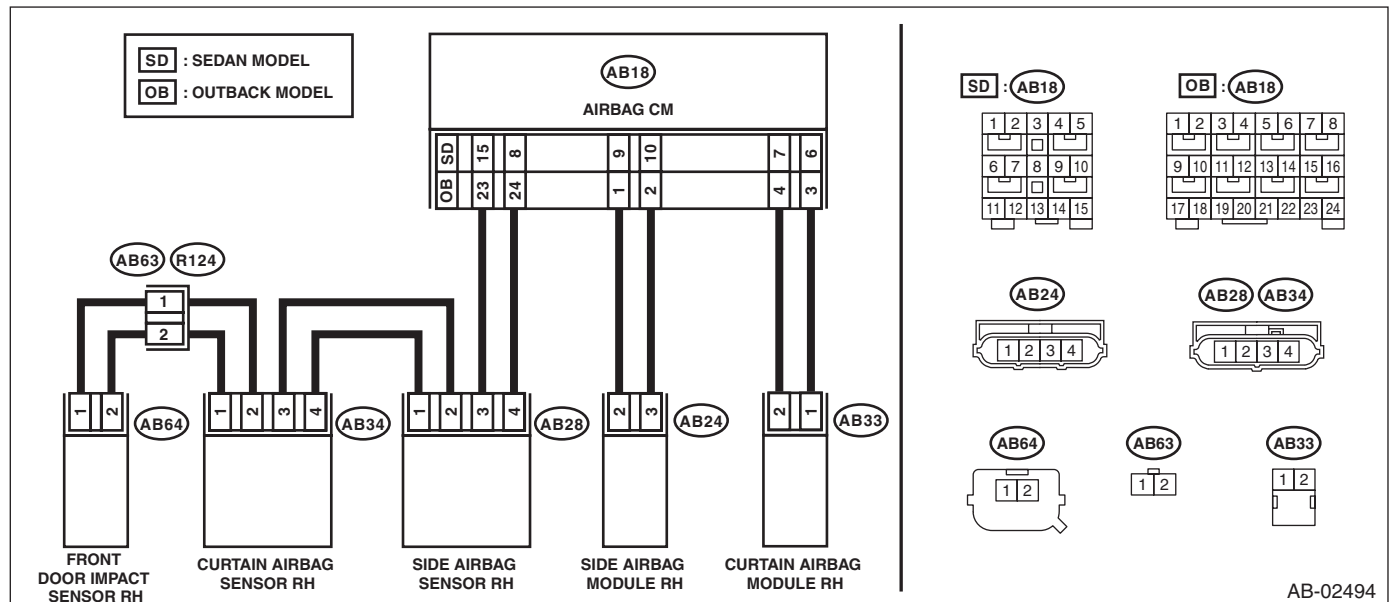 SD : SEDAN MODEL
OB : OUTBACK MODEL
AB18
AIRBAG CM
SD 15 8 9 10 7 6
OB 23 24 1 2 4 3
AB63 R124
1
2
1 2 AB64
1 2 3 4 AB34
1 2 3 4 AB28
2 3 AB24
2 1 AB33
FRONT
DOOR IMPACT
SENSOR RH
CURTAIN AIRBAG
SENSOR RH
SIDE AIRBAG
SENSOR RH
SIDE AIRBAG
MODULE RH
CURTAIN AIRBAG
MODULE RH
SD : AB18
1 2 3 4 5
6 7 8 9 10
11 12 13 14 15
OB : AB18
1 2 3 4 5 6 7 8
9 10 11 12 13 14 15 16
17 18 19 20 21 22 23 24
AB24
1 2 3 4
AB28 AB34
1 2 3 4
AB64
1 2
AB63
1 2
AB33
1 2
AB-02494